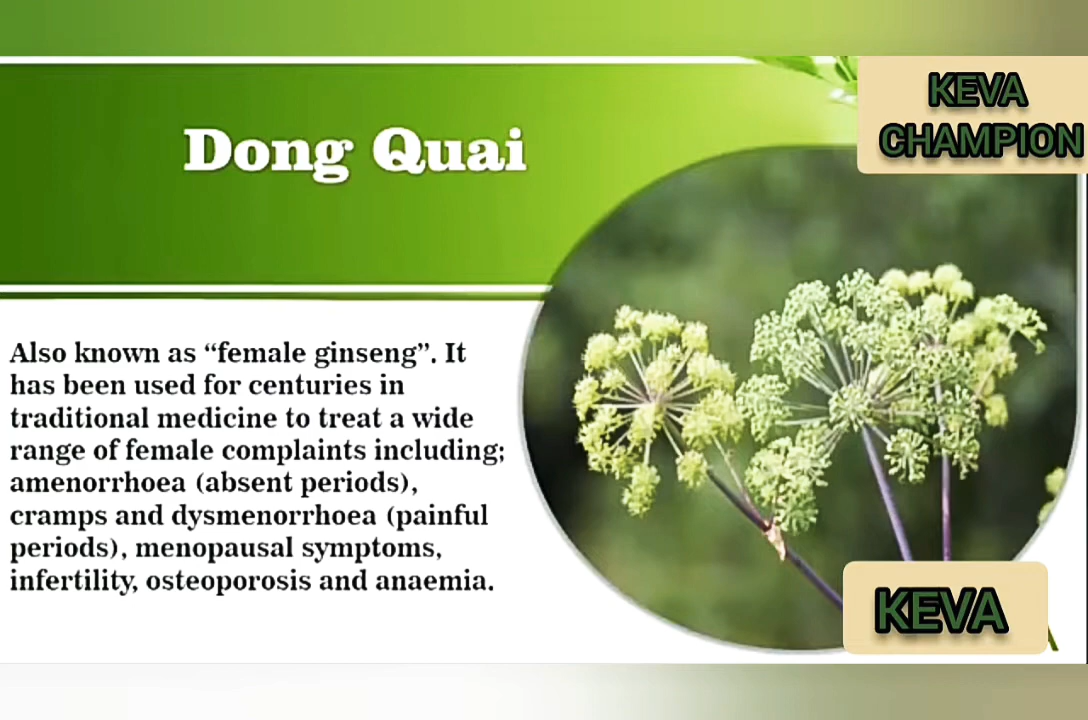 KEVA
CHAMPION
Dong Quai
Also known as “female ginseng”. It
has been used for centuries in
traditional medicine to treat a wide
range of female complaints including;
amenorrhoea (absent periods),
cramps and dysmenorrhoea (painful
periods), menopausal symptoms,
infertility, osteoporosis and anaemia.
KEVA